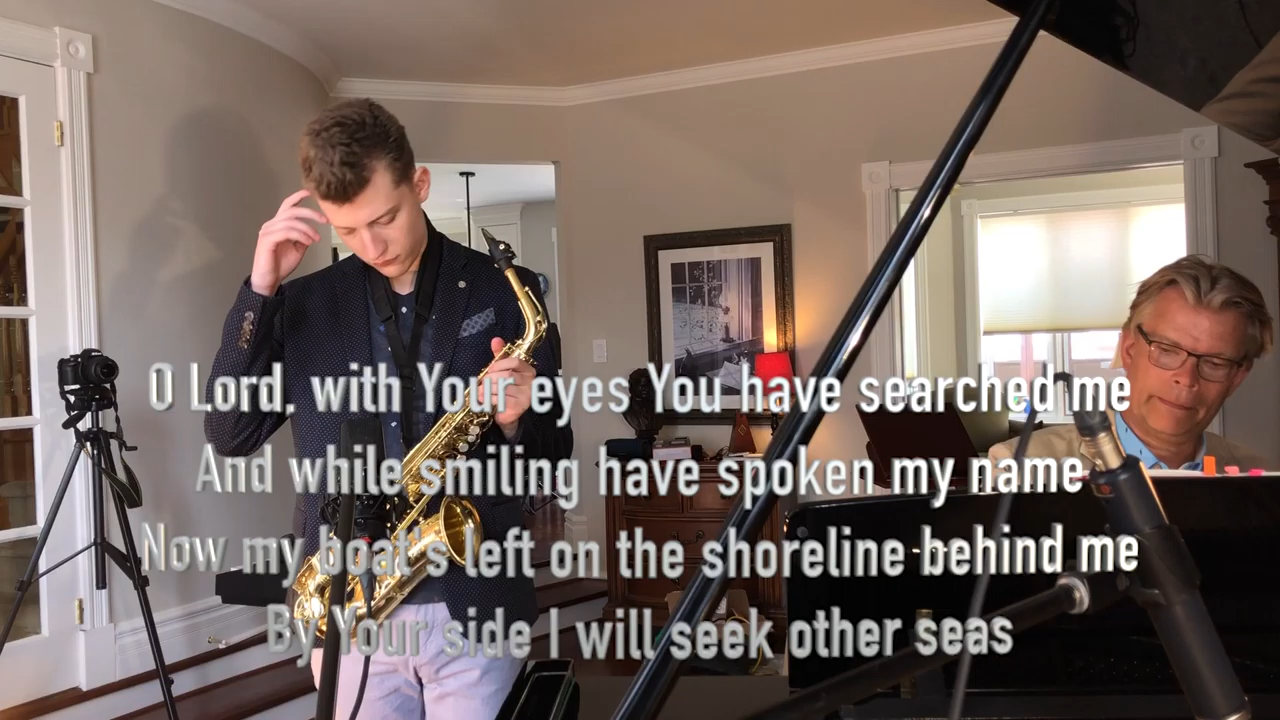 O Lord, with Your eyes You have searched me
And while smiling have spoken my name
Now my boat's left on the shoreline behind me
By Your side I will seek other seas